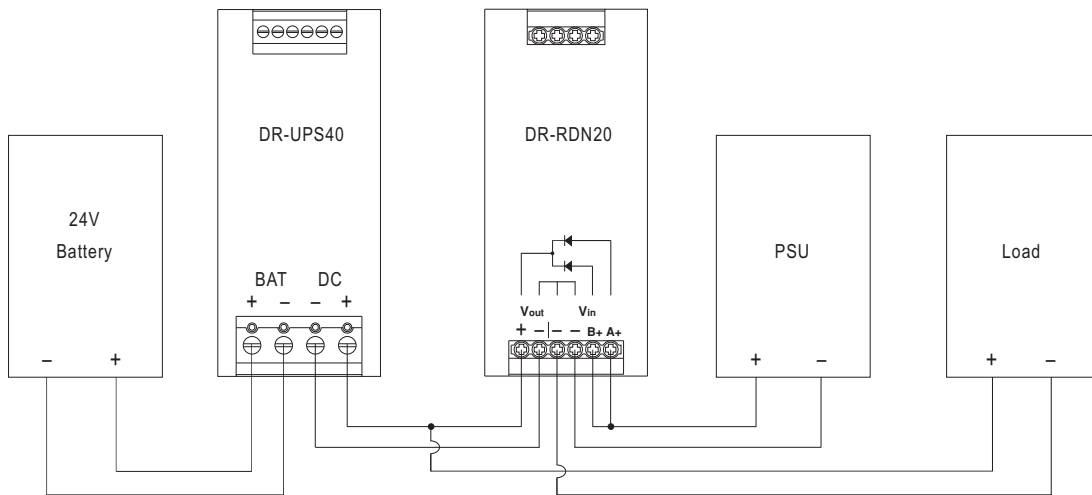 DR-UPS40
DR-RDN20
24V
Battery
PSU
Load
BAT DC
+ – – +
Vout Vin
+ – – – B+ A+
– +
+ –
+ –